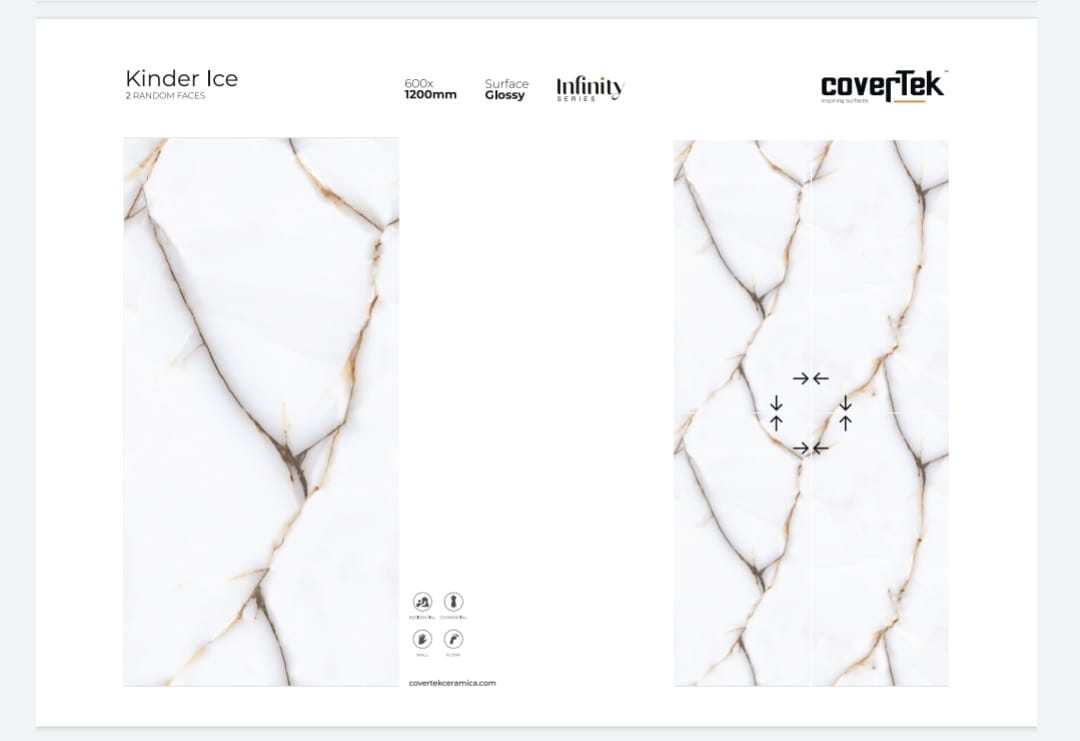 Kinder Ice
2 RANDOM FACES
600x
1200mm
Surface
Glossy
Infinity
SERIES
coverTek™
inspiring surfaces
RESIDENTIAL
COMMERCIAL
WALL
FLOOR
covertekceramica.com